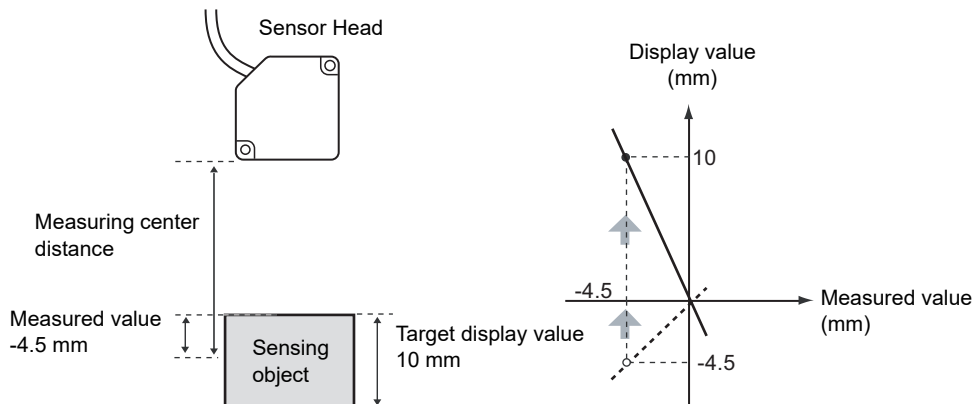 Sensor Head
Measuring center
distance
Measured value
-4.5 mm
Sensing
object
Target display value
10 mm
Display value
(mm)
10
-4.5
Measured value
(mm)
-4.5